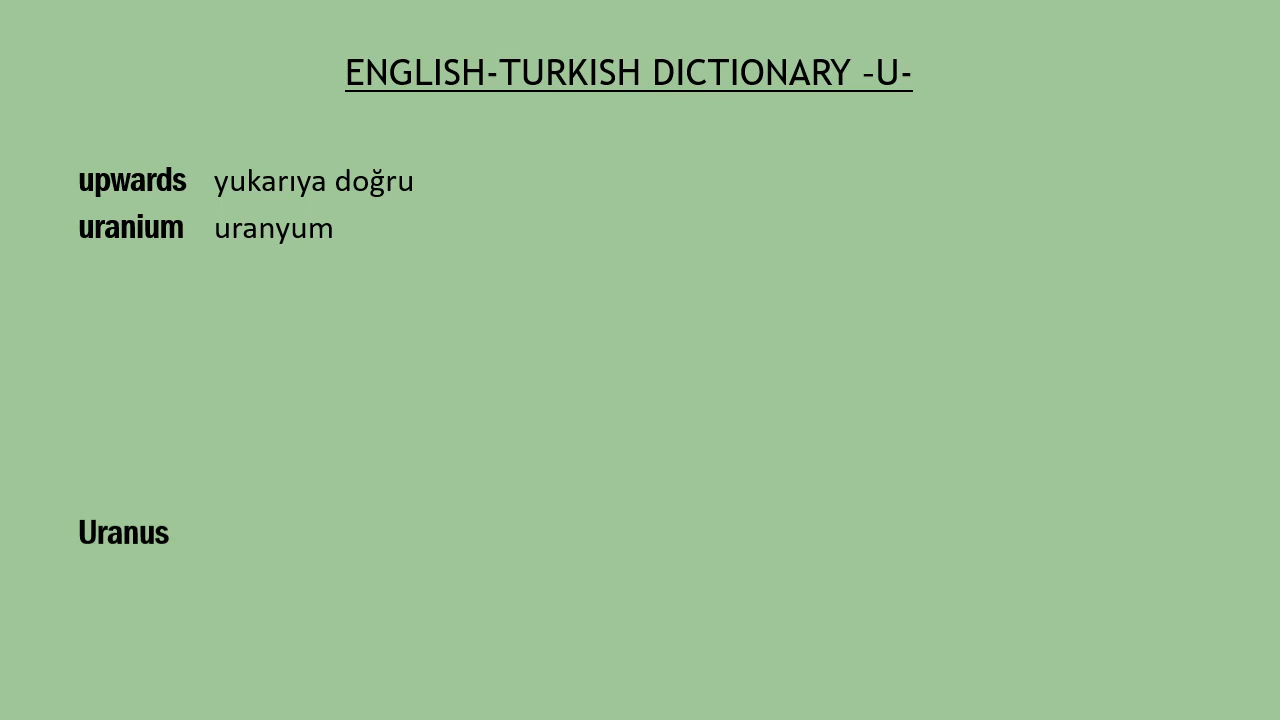 ENGLISH-TURKISH DICTIONARY –U-
upwards yukarıya doğru
uranium uranyum
Uranus